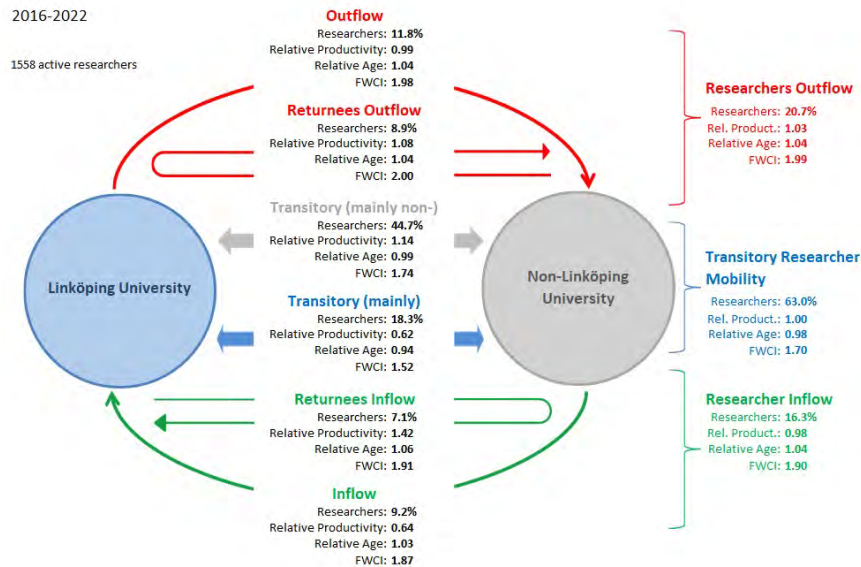 2016-2022
1558 active researchers
Outflow
Researchers: 11.8%
Relative Productivity: 0.99
Relative Age: 1.04
FWCI: 1.98
Returnees Outflow
Researchers: 8.9%
Relative Productivity: 1.08
Relative Age: 1.04
FWCI: 2.00
Transitory (mainly non-)
Researchers: 44.7%
Relative Productivity: 1.14
Relative Age: 0.99
FWCI: 1.74
Linköping University
Non-Linköping
University
Transitory (mainly)
Researchers: 18.3%
Relative Productivity: 0.62
Relative Age: 0.94
FWCI: 1.52
Returnees Inflow
Researchers: 7.1%
Relative Productivity: 1.42
Relative Age: 1.06
FWCI: 1.91
Inflow
Researchers: 9.2%
Relative Productivity: 0.64
Relative Age: 1.03
FWCI: 1.87
Researchers Outflow
Researchers: 20.7%
Rel. Product.: 1.03
Relative Age: 1.04
FWCI: 1.99
Transitory Researcher
Mobility
Researchers: 63.0%
Rel. Product.: 1.00
Relative Age: 0.98
FWCI: 1.70
Researcher Inflow
Researchers: 16.3%
Rel. Product.: 0.98
Relative Age: 1.04
FWCI: 1.90